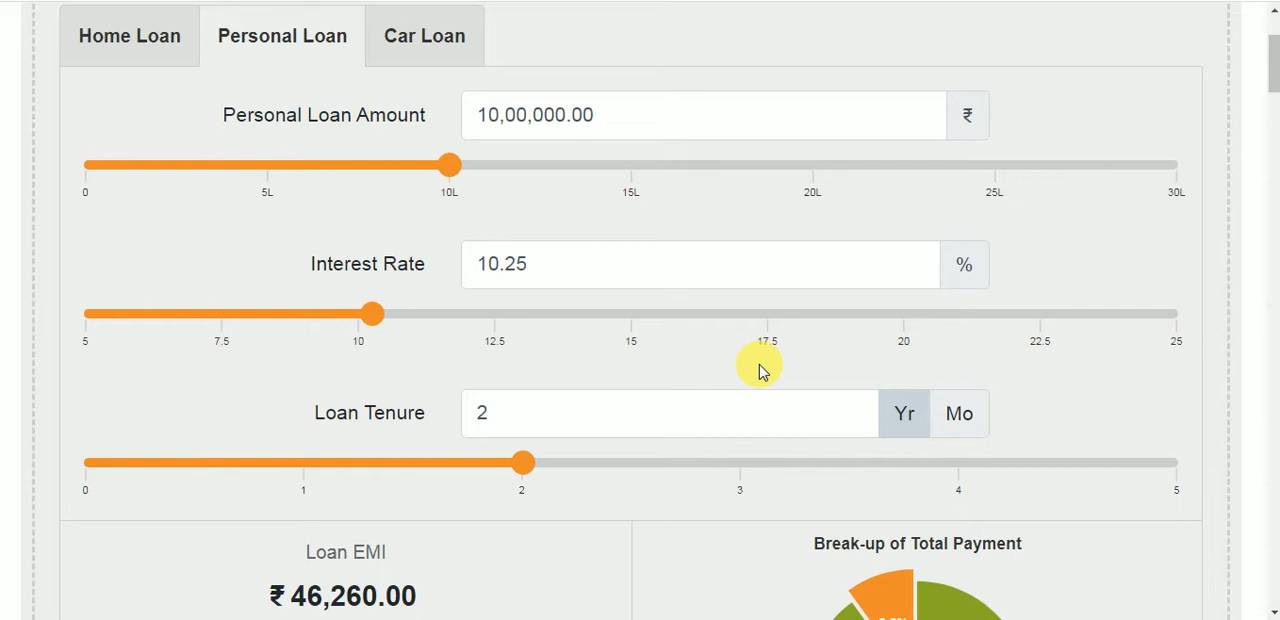 Home Loan Personal Loan Car Loan
Personal Loan Amount 10,00,000.00 ₹
0 5L 10L 15L 20L 25L 30L
Interest Rate 10.25 %
5 7.5 10 12.5 15 17.5 20 22.5 25
Loan Tenure 2 Yr Mo
0 1 2 3 4 5
Loan EMI
₹ 46,260.00
Break-up of Total Payment